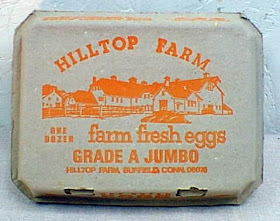 HILLTOP FARM
ONE
DOZEN
farm fresh eggs
GRADE A JUMBO
HILLTOP FARM, SUFFIELD, CONN. 06078